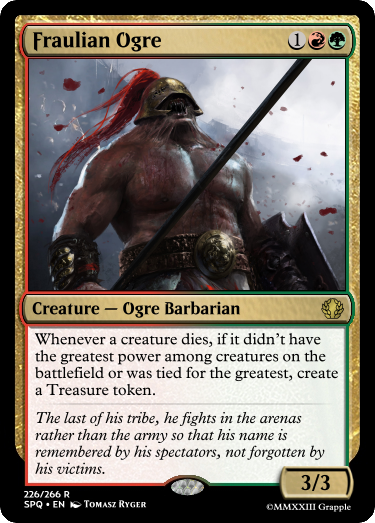 Fraulian Ogre
1
Creature — Ogre Barbarian
Whenever a creature dies, if it didn't have
the greatest power among creatures on the
battlefield or was tied for the greatest, create
a Treasure token.
The last of his tribe, he fights in the arenas
rather than the army so that his name is
remembered by his spectators, not forgotten by
his victims.
3/3
226/266 R
SPQ • EN Tomasz Ryger
©MMXXIII Grapple